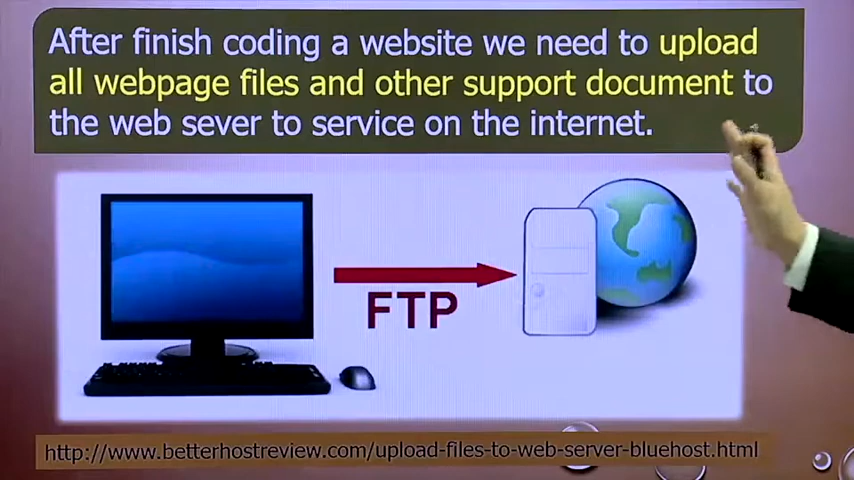 After finish coding a website we need to upload
all webpage files and other support document to
the web sever to service on the internet.
FTP
http://www.betterhostreview.com/upload-files-to-web-server-bluehost.html